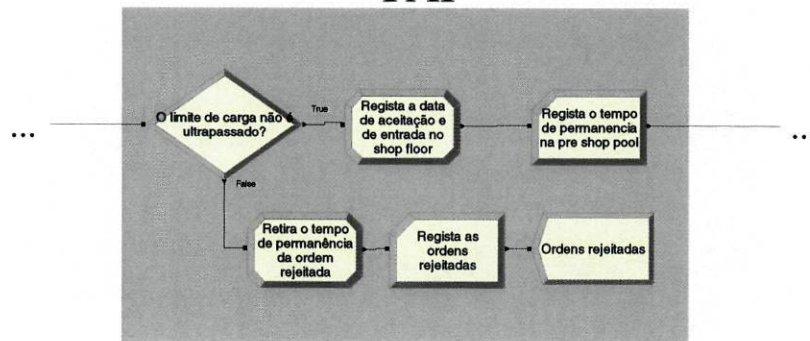 ...
O limite de carga não é
ultrapassado?
True
Regista a data
de aceitação e
de entrada no
shop floor
Regista o tempo
de permanencia
na pre shop pool
..
False
Retira o tempo
de permanência
da ordem
rejeitada
Regista as
ordens
rejeitadas
Ordens rejeitadas